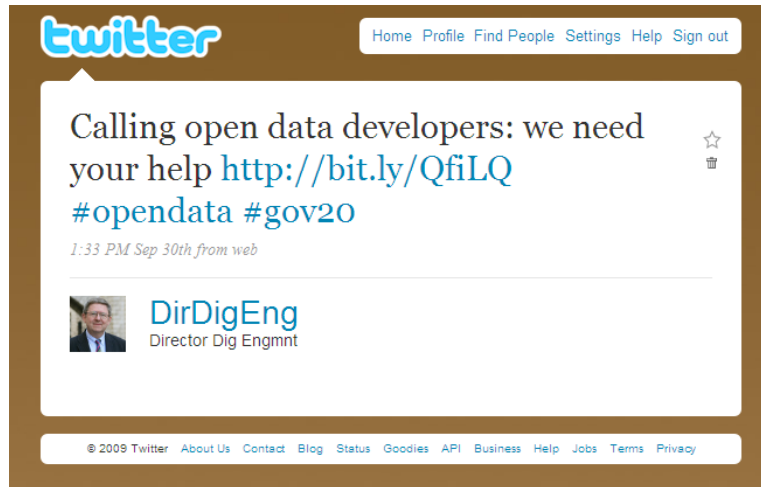 twitter
Home Profile Find People Settings Help Sign out
Calling open data developers: we need
your help http://bit.ly/QfiLQ
#opendata #gov20
1:33 PM Sep 30th from web
DirDigEng
Director Dig Engmnt
© 2009 Twitter About Us Contact Blog Status Goodies API Business Help Jobs Terms Privacy